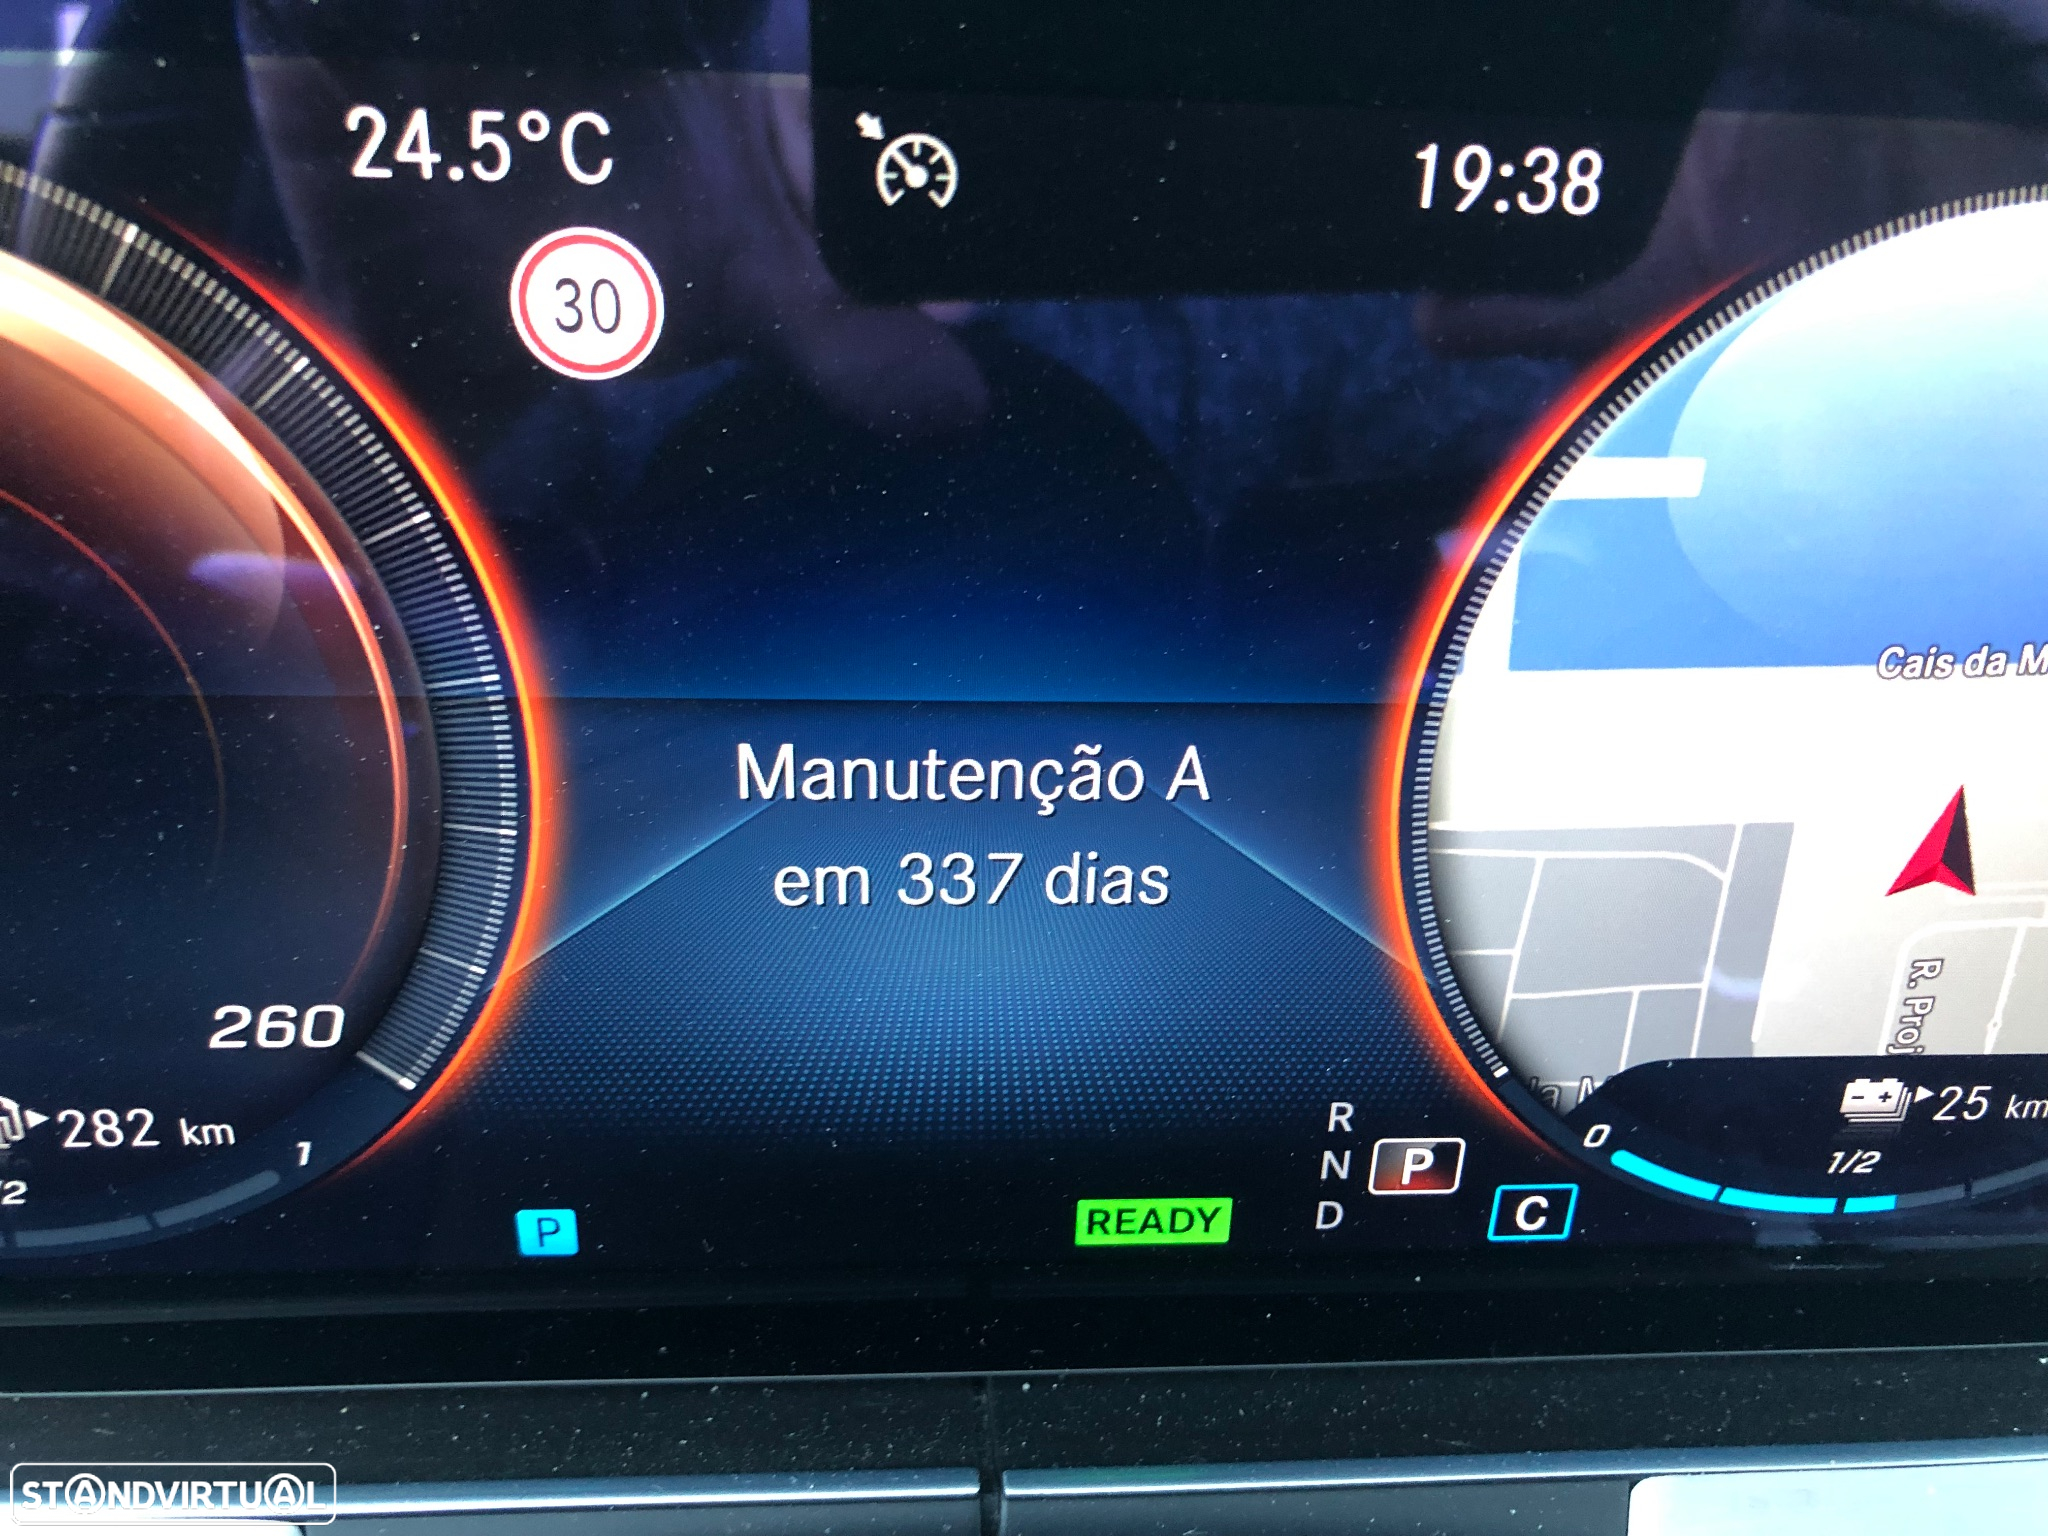 24.5°C
19:38
30
Cais da M
Manutenção A
em 337 dias
R. Proj
260
282 km
1
/2
R
N
D
P
0
1/2
25 km
P
READY
C
STANDVIRTUAL